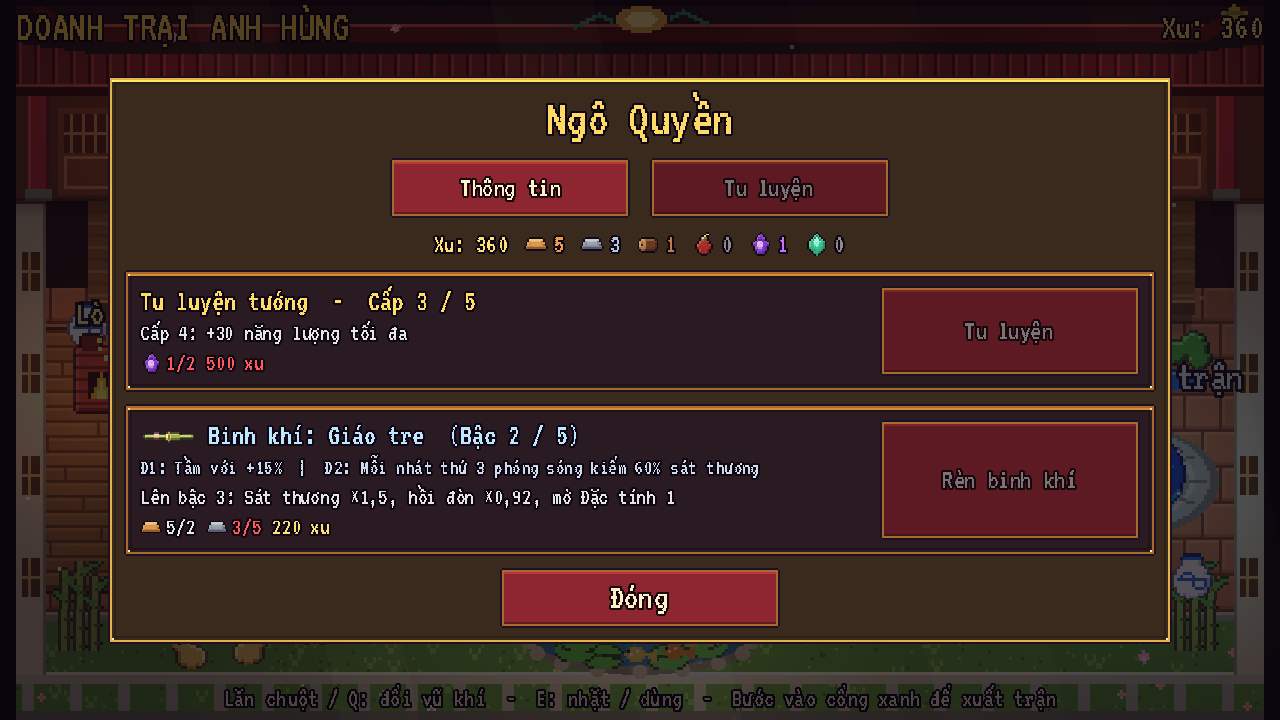 DOANH TRẠI ANH HÙNG
Xu: 360
Ngô Quyền
Thông tin
Tu luyện
Xu: 360 5 3 1 0 1 0
Tu luyện tướng - Cấp 3 / 5
Cấp 4: +30 năng lượng tối đa
1/2 500 xu
Tu luyện
Lò
trận
Binh khí: Giáo tre (Bậc 2 / 5)
Đ1: Tầm với +15% | Đ2: Mỗi nhát thứ 3 phóng sóng kiếm 60% sát thương
Lên bậc 3: Sát thương x1,5, hồi đòn x0,92, mở Đặc tính 1
5/2 3/5 220 xu
Rèn binh khí
Đóng
Lăn chuột / Q: đổi vũ khí - E: nhặt / dùng - Bước vào cổng xanh để xuất trận